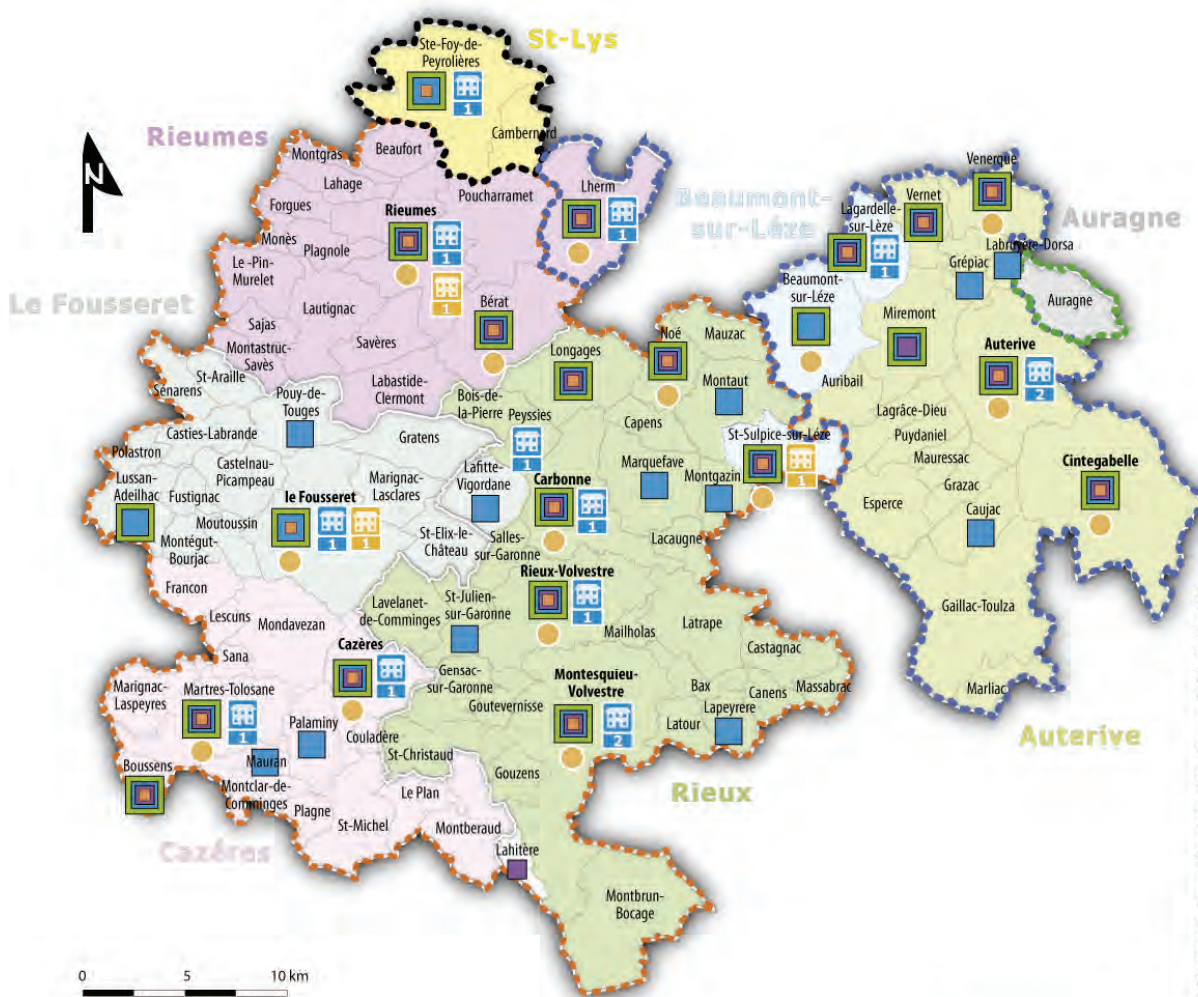 St-Lys
Ste-Foy-de-
Peyrolières
1
Cambernard
Rieumes
Montgras
Beaufort
Lahage
Poucharramet
Forgues
Rieumes
1
1
Monès
Plagnole
Le -Pin-
Murelet
Lautignac
Bérat
Sajas
Savères
Montastruc-
Savès
Labastide-
Clermont
Lherm
1
N
Beaumont-
sur-Léze
Lagardelle-
sur-Lèze
1
Vernet
Venerque
Auragne
Labruyère-Dorsa
Grépiac
Auragne
Beaumont-
sur-Léze
Miremont
Auterive
2
Auribail
Lagrâce-Dieu
Puydaniel
Mauressac
Grazac
Esperce
Caujac
Cintegabelle
Gaillac-Toulza
Marliac
Auterive
Le Fousseret
St-Araille
Sénarens
Pouy-de-
Touges
Casties-Labrande
Gratens
Polastron
Castelnau-
Picampeau
Lussan-
Adeilhac
Fustignac
Marignac-
Lasclares
le Fousseret
1
1
Moutoussin
Montégut-
Bourjac
Lafitte-
Vigordane
St-Elix-le-
Château
Longages
Noé
Mauzac
Bois-de-
la-Pierre
Peyssies
1
Montaut
Capens
St-Sulpice-sur-Lèze
1
Marquefave
Montgazin
Carbonne
1
Salles-
sur-Garonne
Lacaugne
Rieux-Volvestre
1
Lavelanet-
de-Comminges
St-Julien-
sur-Garonne
Mailholas
Latrape
Castagnac
Gensac-
sur-Garonne
Montesquieu-
Volvestre
2
Goutevernisse
Bax
Canens
Massabrac
Lapeyrère
Latour
St-Christaud
Gouzens
Rieux
Montbrun-
Bocage
Francon
Lescuns
Mondavezan
Sana
Cazères
1
Marignac-
Laspeyres
Martres-Tolosane
1
Palaminy
Couladère
Mauran
Boussens
Montclar-de-
Comminges
Plagne
Le Plan
St-Michel
Montberaud
Lahitère
Cazéres
0 5 10 km